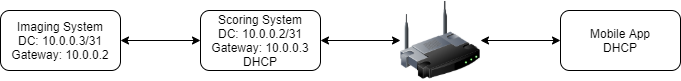 Imaging System
DC: 10.0.0.3/31
Gateway: 10.0.0.2
Scoring System
DC: 10.0.0.2/31
Gateway: 10.0.0.3
DHCP
Mobile App
DHCP